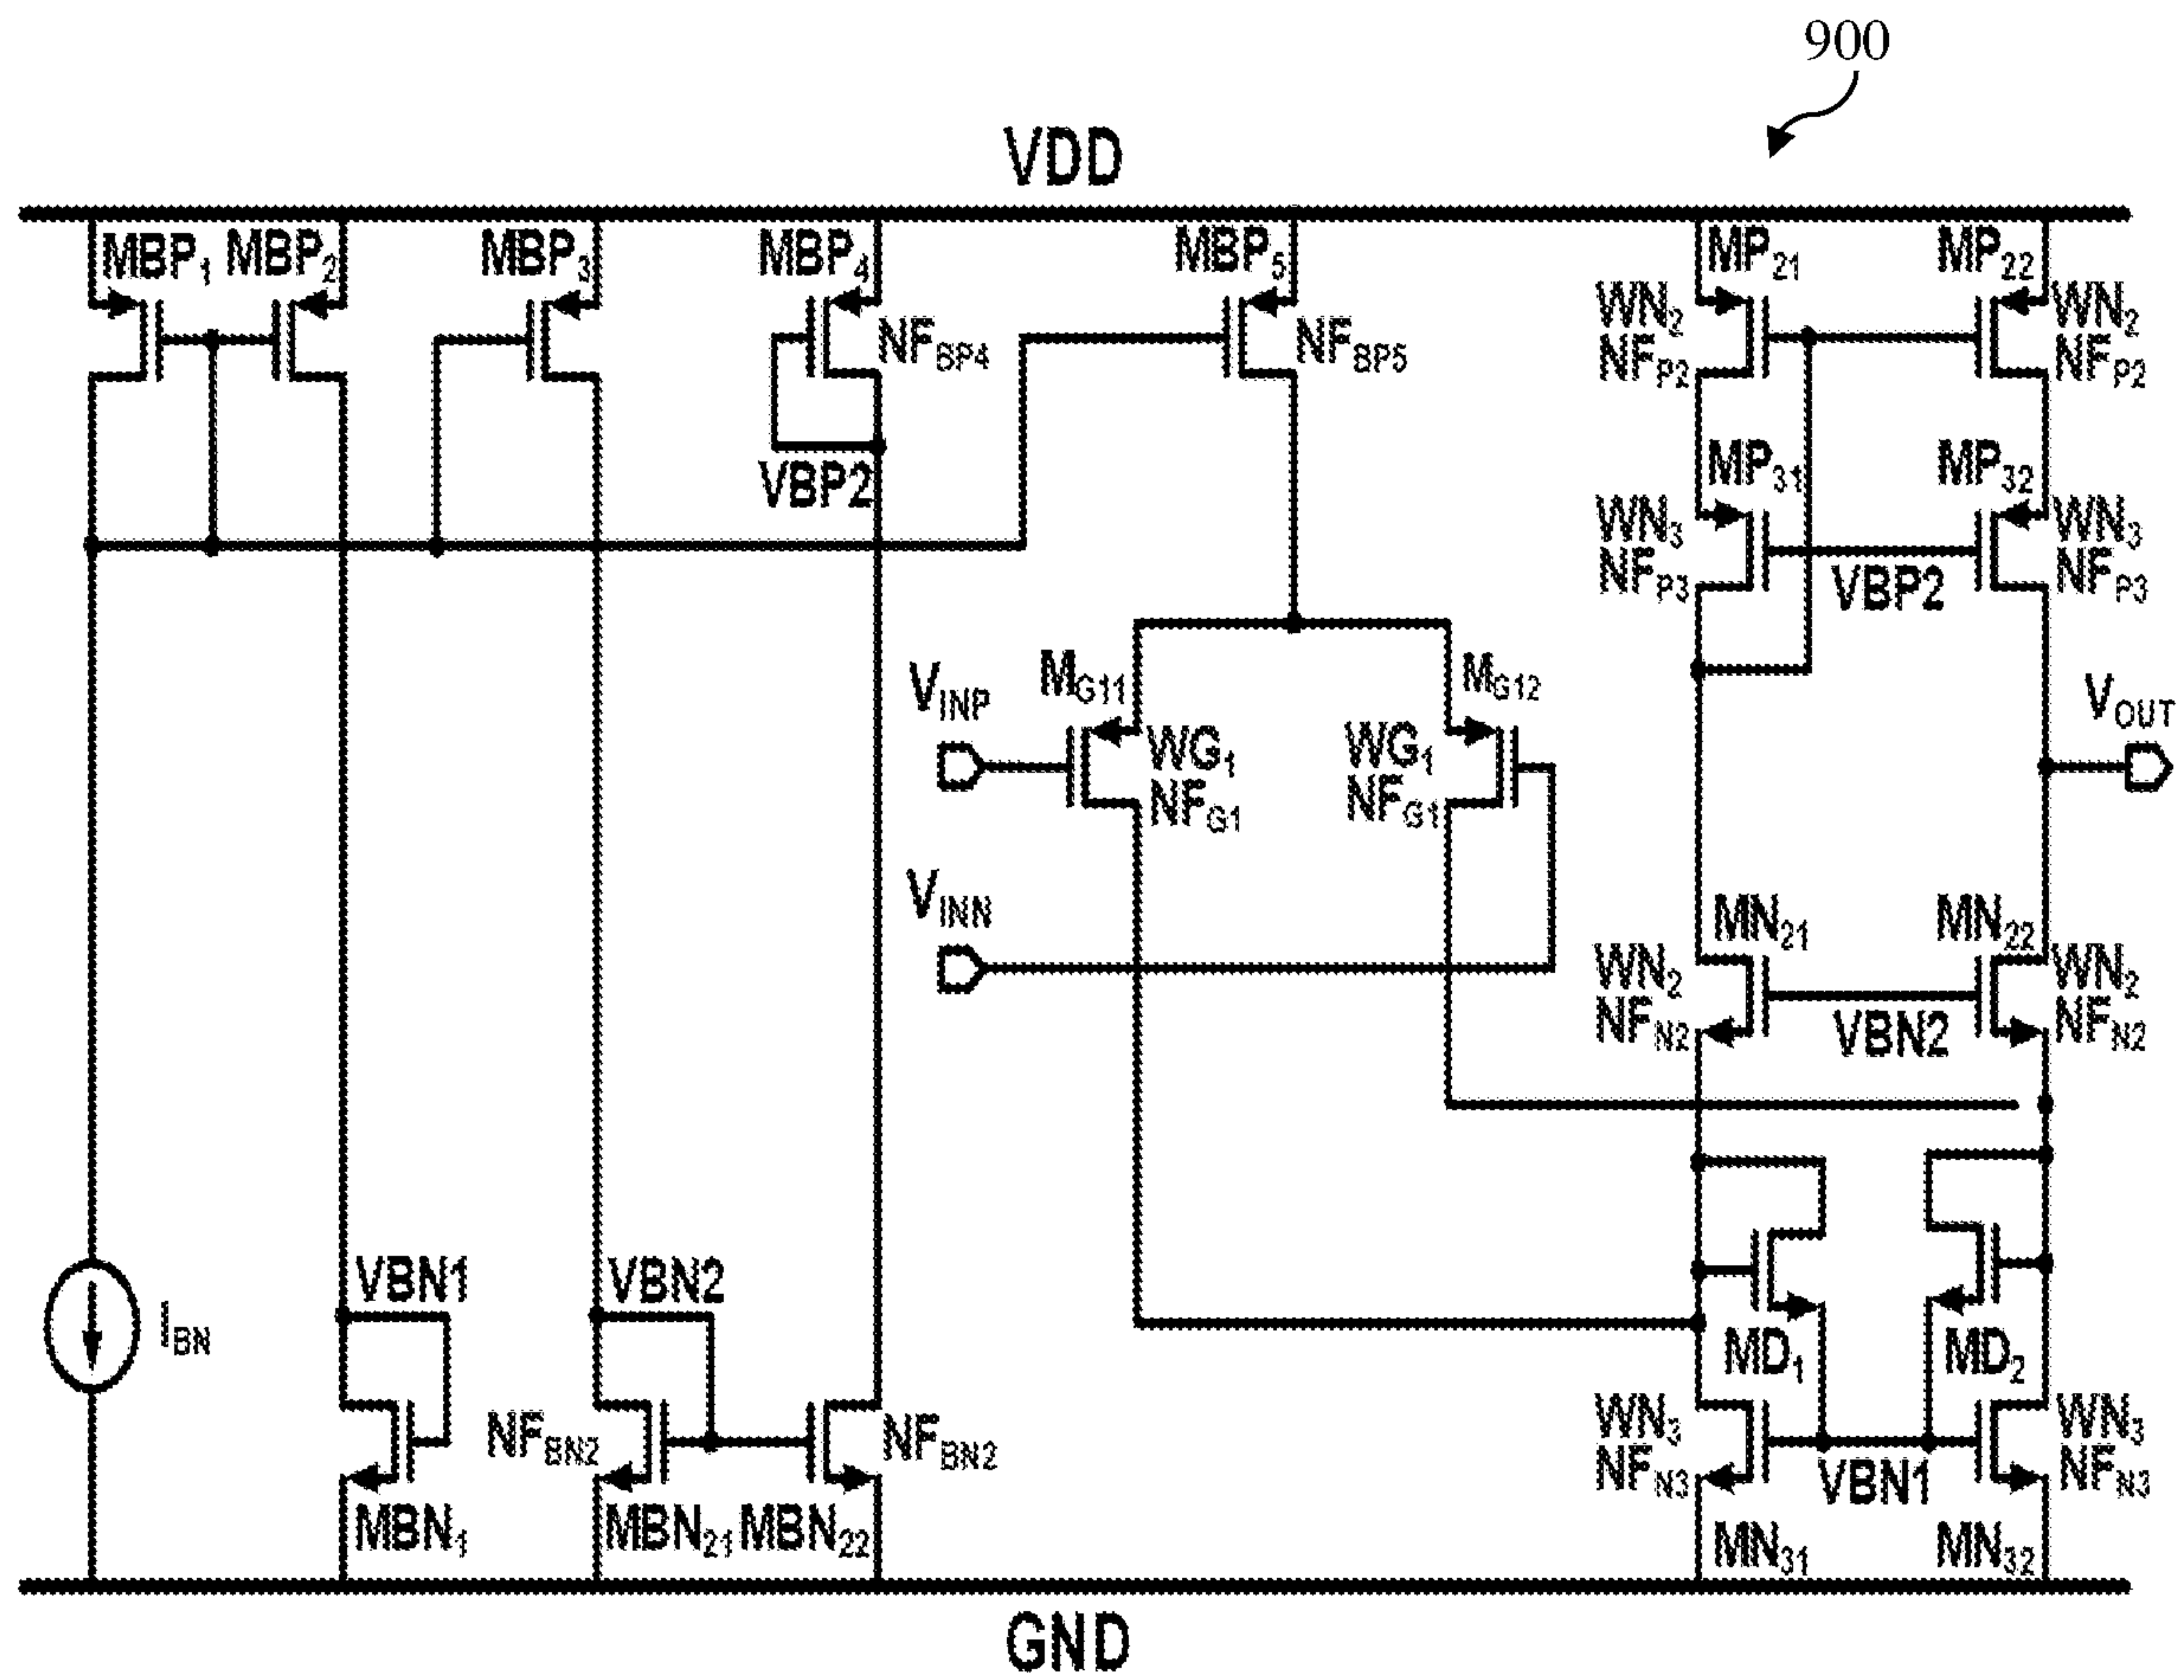 900
VDD
MBP1 MBP2 MBP3 MBP4 MBP5 MP21 MP22
WN2 WN2
NFBP4 NFBP5 NFP2 NFP2
MP31 MP32
VBP2
WN3 WN3
NFP3 VBP2 NFP3
VINP MG11 MG12 VOUT
WG1 WG1
NFG1 NFG1
VINN MN21 MN22
WN2 WN2
NFN2 VBN2 NFN2
VBN1 VBN2
IBN MD1 MD2
NFBN2 NFBN2 WN3 WN3
NFN3 VBN1 NFN3
MBN1 MBN21 MBN22 MN31 MN32
GND